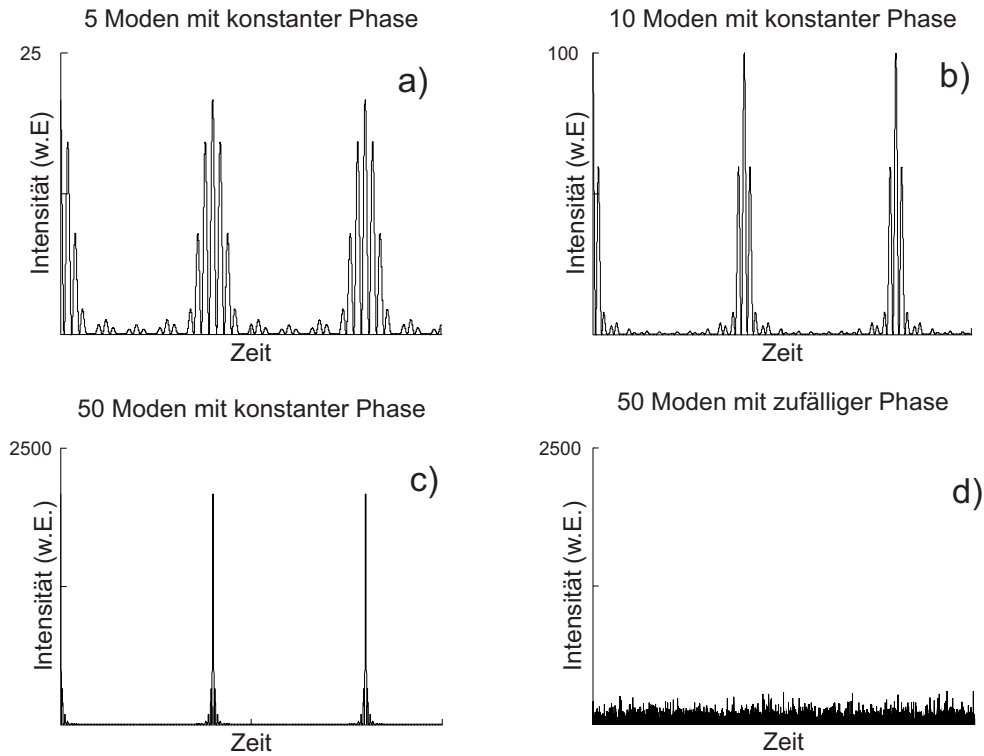 5 Moden mit konstanter Phase
25
a)
Intensität (w.E)
Zeit
10 Moden mit konstanter Phase
100
b)
Intensität (w.E)
Zeit
50 Moden mit konstanter Phase
2500
c)
Intensität (w.E.)
Zeit
50 Moden mit zufälliger Phase
2500
d)
Intensität (w.E.)
Zeit